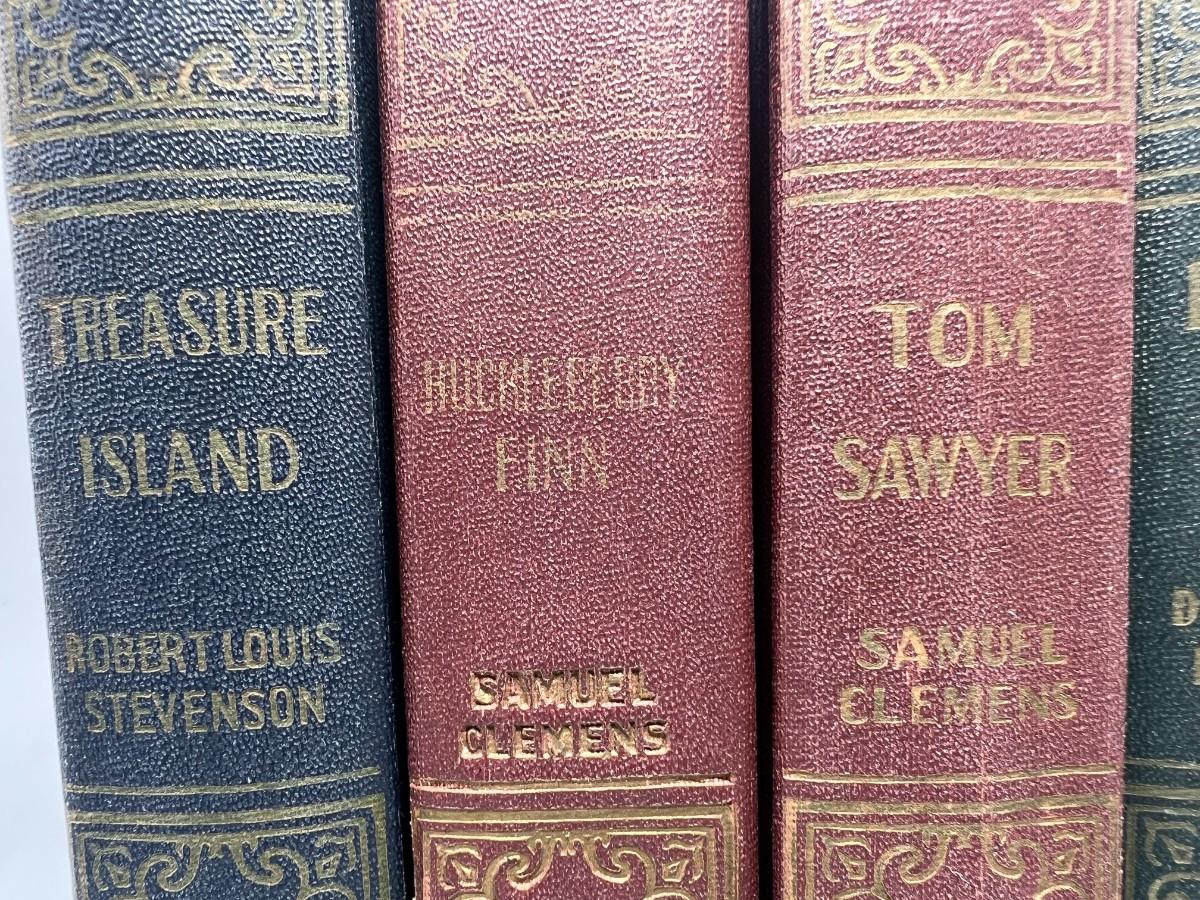 TREASURE
ISLAND
ROBERT LOUIS
STEVENSON
HUCKLEBERRY
FINN
SAMUEL
CLEMENS
TOM
SAWYER
SAMUEL
CLEMENS